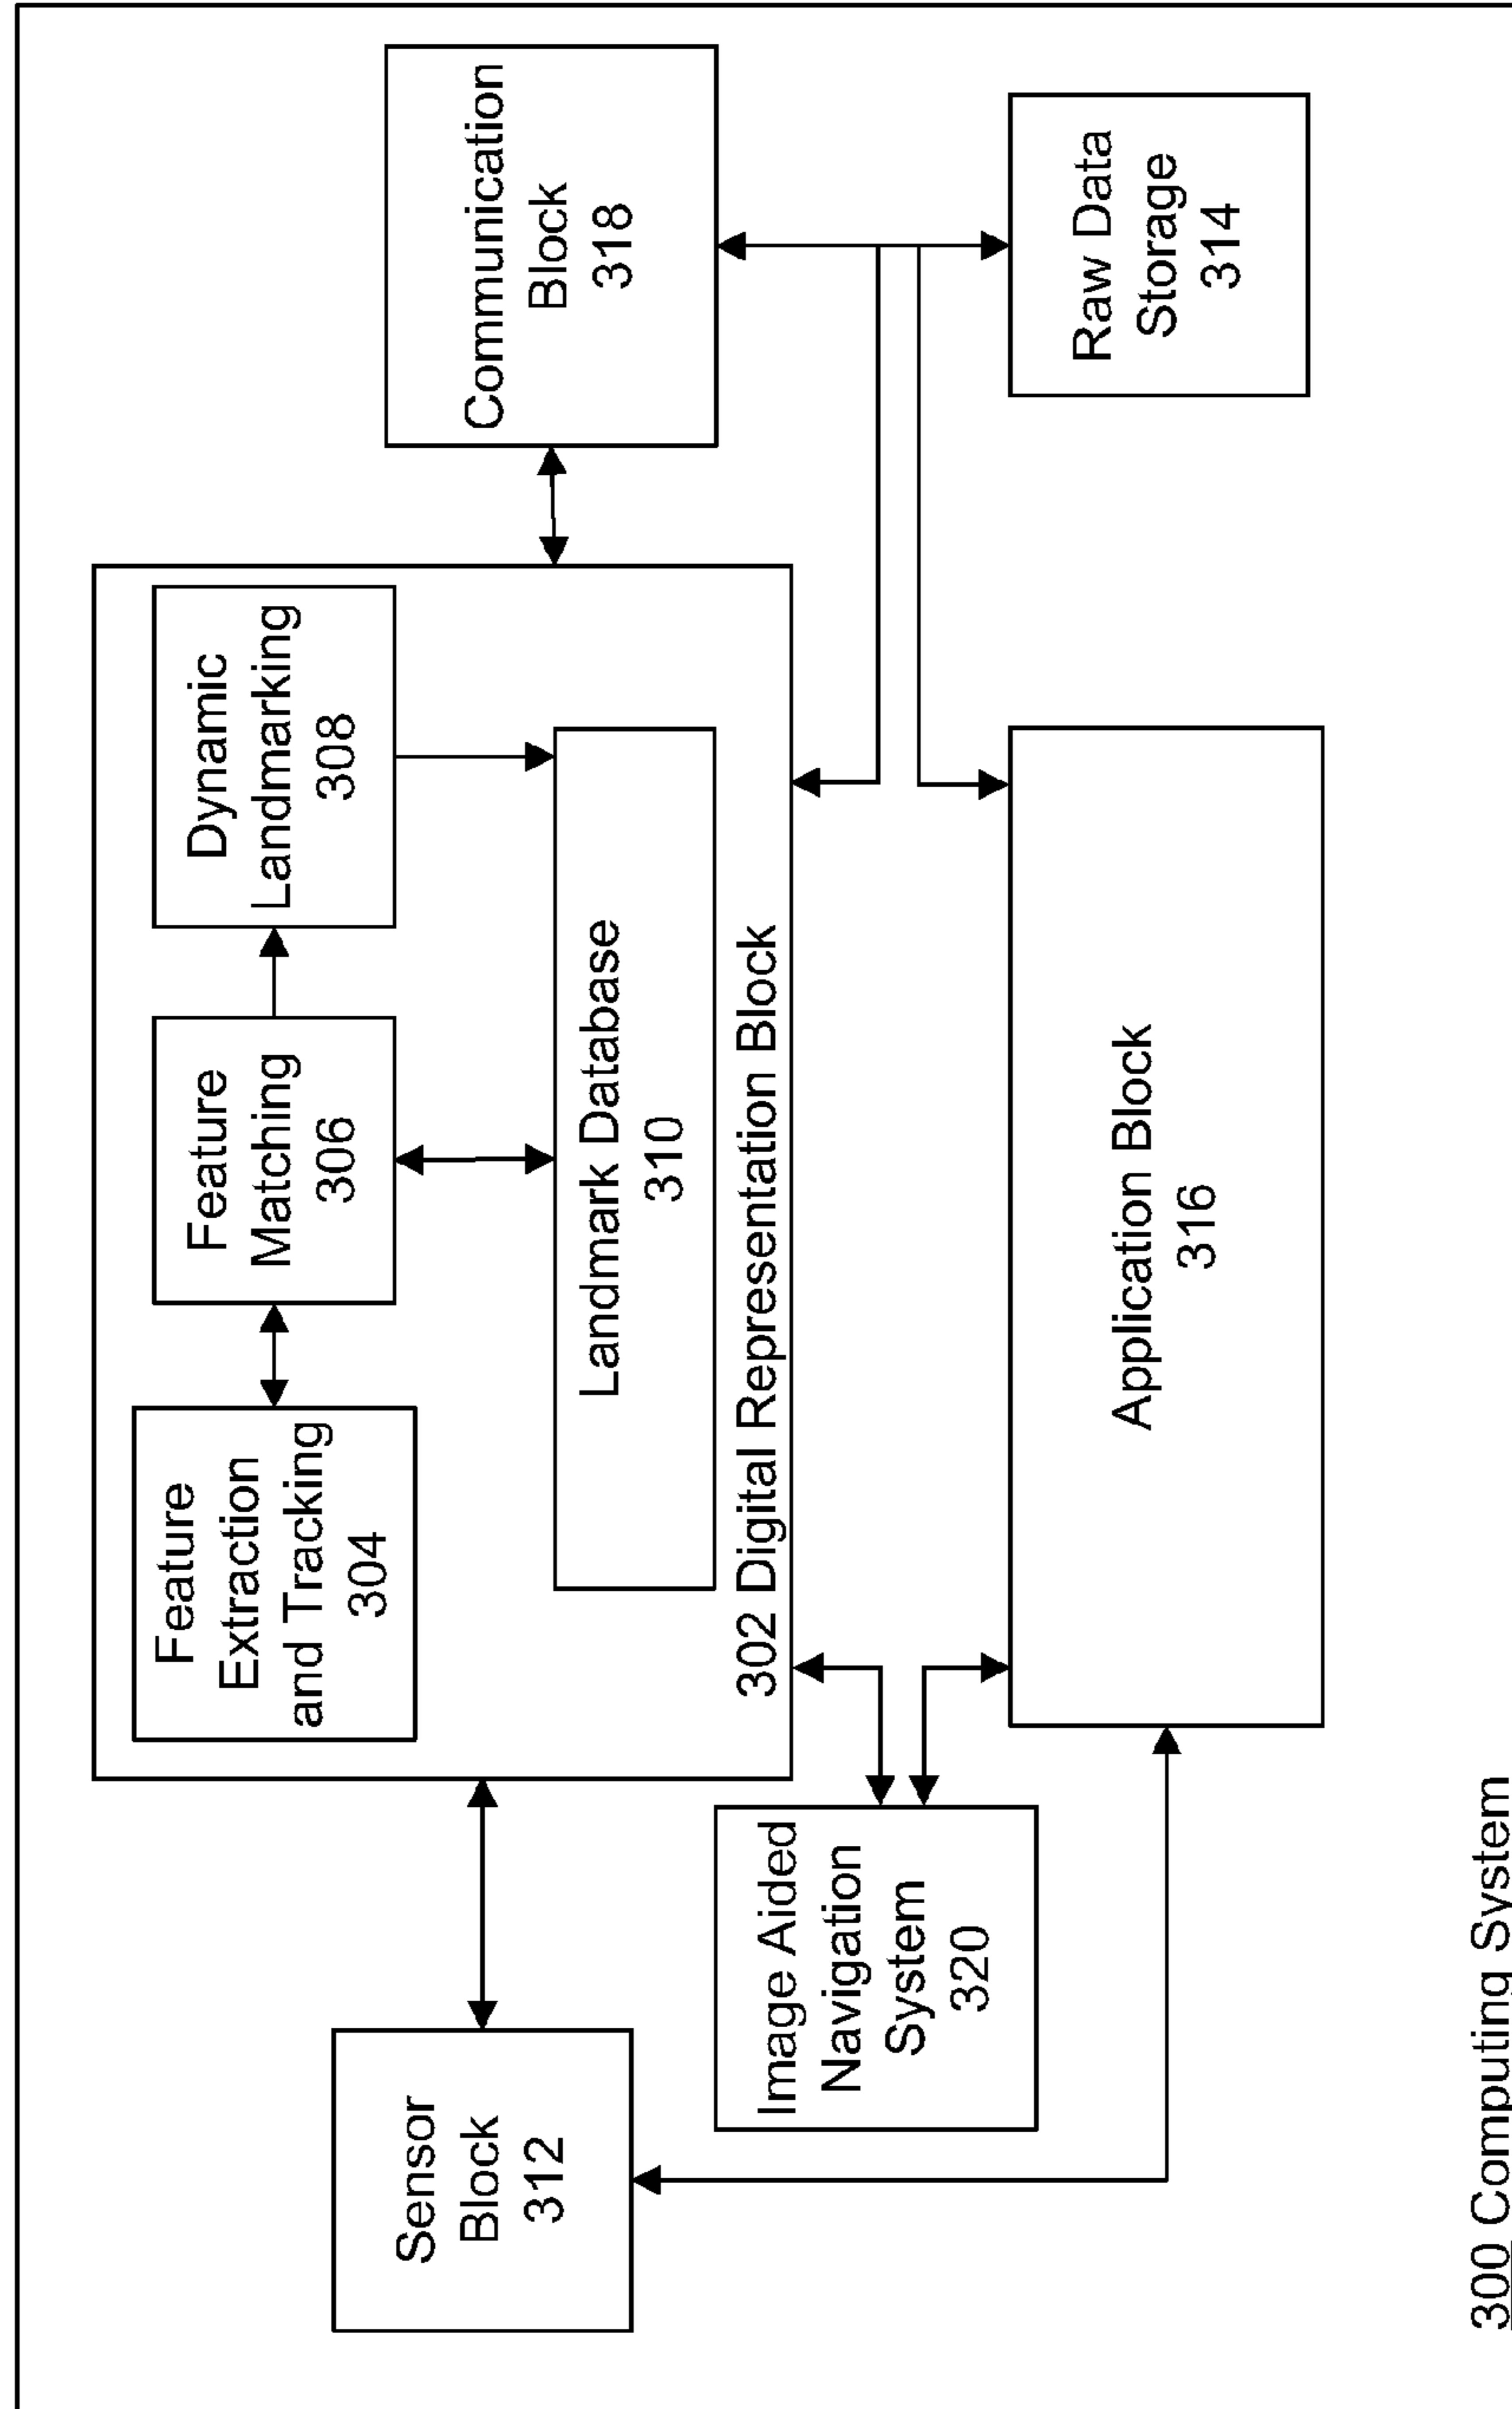 Feature
Extraction
and Tracking
304
Feature
Matching
306
Dynamic
Landmarking
308
Landmark Database
310
302 Digital Representation Block
Sensor
Block
312
Communication
Block
318
Image Aided
Navigation
System
320
Application Block
316
Raw Data
Storage
314
300 Computing System